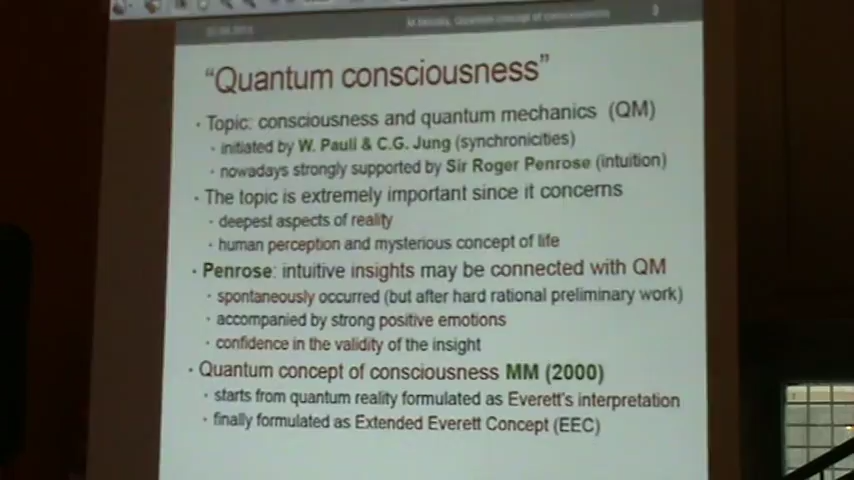 "Quantum consciousness"
• Topic: consciousness and quantum mechanics (QM)
• initiated by W. Pauli & C.G. Jung (synchronicities)
• nowadays strongly supported by Sir Roger Penrose (intuition)
• The topic is extremely important since it concerns
• deepest aspects of reality
• human perception and mysterious concept of life
• Penrose: intuitive insights may be connected with QM
• spontaneously occurred (but after hard rational preliminary work)
• accompanied by strong positive emotions
• confidence in the validity of the insight
• Quantum concept of consciousness MM (2000)
• starts from quantum reality formulated as Everett's interpretation
• finally formulated as Extended Everett Concept (EEC)